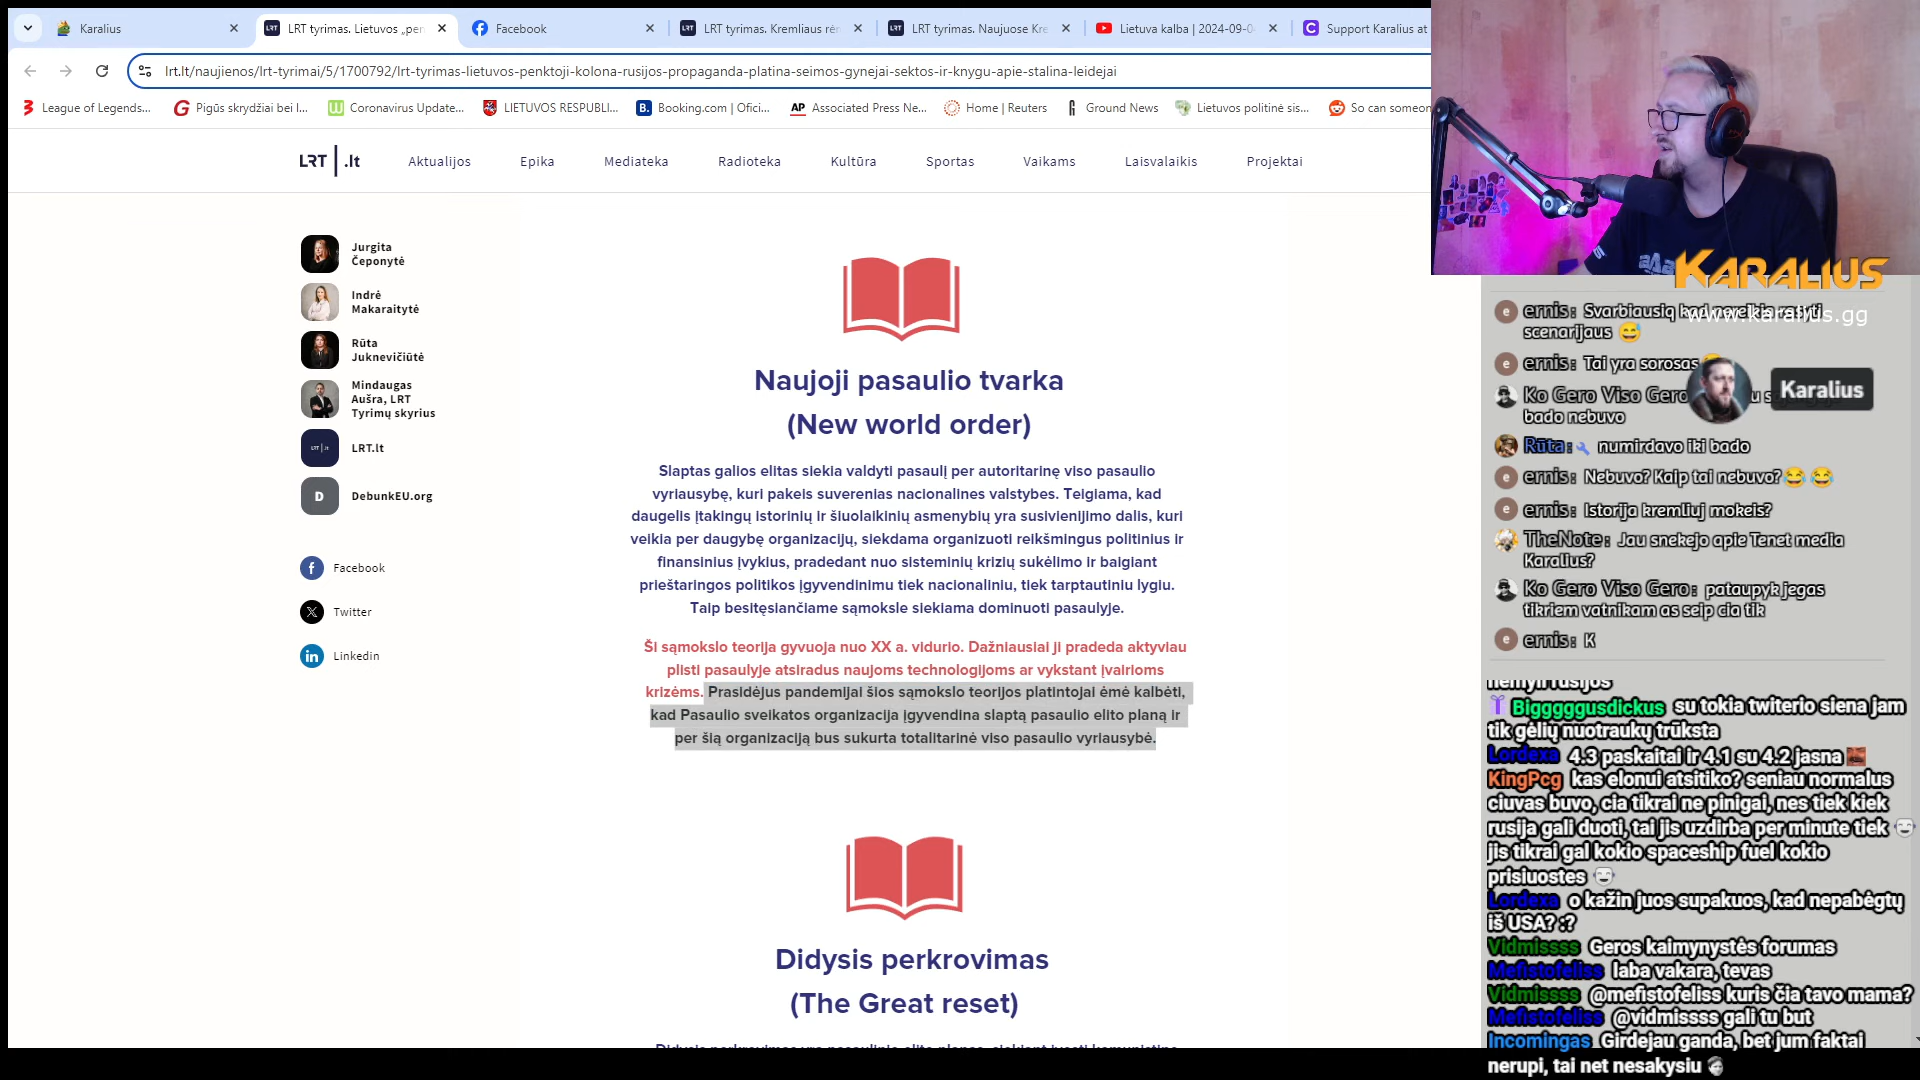 Karalius
LRT tyrimas. Lietuvos „pen
Facebook
LRT tyrimas. Kremliaus rėn
LRT tyrimas. Naujuose Kre
Lietuva kalba | 2024-09-0
Support Karalius at
lrt.lt/naujienos/lrt-tyrimai/5/1700792/lrt-tyrimas-lietuvos-penktoji-kolona-rusijos-propaganda-platina-seimos-gynejai-sektos-ir-knygu-apie-stalina-leidejai
League of Legends...
Pigūs skrydžiai bei l...
Coronavirus Update...
LIETUVOS RESPUBLI...
Booking.com | Ofici...
AP Associated Press Ne...
Home | Reuters
Ground News
Lietuvos politinė sis...
So can someon
LRT .lt
Aktualijos
Epika
Mediateka
Radioteka
Kultūra
Sportas
Vaikams
Laisvalaikis
Projektai
Jurgita
Čeponytė
Indrė
Makaraitytė
Rūta
Juknevičiūtė
Mindaugas
Aušra, LRT
Tyrimų skyrius
LRT.lt
D DebunkEU.org
Facebook
Twitter
Linkedin
Naujoji pasaulio tvarka
(New world order)
Slaptas galios elitas siekia valdyti pasaulį per autoritarinę viso pasaulio
vyriausybę, kuri pakeis suverenias nacionalines valstybes. Teigiama, kad
daugelis įtakingų istorinių ir šiuolaikinių asmenybių yra susivienijimo dalis, kuri
veikia per daugybę organizacijų, siekdama organizuoti reikšmingus politinius ir
finansinius įvykius, pradedant nuo sisteminių krizių sukėlimo ir baigiant
prieštaringos politikos įgyvendinimu tiek nacionaliniu, tiek tarptautiniu lygiu.
Taip besitęsiančiame sąmoksle siekiama dominuoti pasaulyje.
Ši sąmokslo teorija gyvuoja nuo XX a. vidurio. Dažniausiai ji pradeda aktyviau
plisti pasaulyje atsiradus naujoms technologijoms ar vykstant įvairioms
krizėms. Prasidėjus pandemijai šios sąmokslo teorijos platintojai ėmė kalbėti,
kad Pasaulio sveikatos organizacija įgyvendina slaptą pasaulio elito planą ir
per šią organizaciją bus sukurta totalitarinė viso pasaulio vyriausybė.
Didysis perkrovimas
(The Great reset)
KARALIUS
www.karalius.gg
e ernis: Svarbiausią kad nereikia rasyti
scenarijaus
e ernis: Tai yra sorosas
Karalius
Ko Gero Viso Gero
bado nebuvo
Rūta: numirdavo iki bado
e ernis: Nebuvo? Kaip tai nebuvo?
e ernis: Istorija kremliuj mokeis?
TheNote: Jau snekejo apie Tenet media
Karalius?
Ko Gero Viso Gero: pataupyk jegas
tikriem vatnikam as seip cia tik
e ernis: K
nemyli rusijos
Bigggggusdickus su tokia twiterio siena jam
tik gėlių nuotraukų trūksta
Lordexa 4.3 paskaitai ir 4.1 su 4.2 jasna
KingPcg kas elonui atsitiko? seniau normalus
ciuvas buvo, cia tikrai ne pinigai, nes tiek kiek
rusija gali duoti, tai jis uzdirba per minute tiek
jis tikrai gal kokio spaceship fuel kokio
prisiuostes
Lordexa o kažin juos supakuos, kad nepabėgtų
iš USA? :?
Vidmissss Geros kaimynystės forumas
Mefistofeliss laba vakara, tevas
Vidmissss @mefistofeliss kuris čia tavo mama?
Mefistofeliss @vidmissss gali tu but
Incomingas Girdejau ganda, bet jum faktai
nerupi, tai net nesakysiu